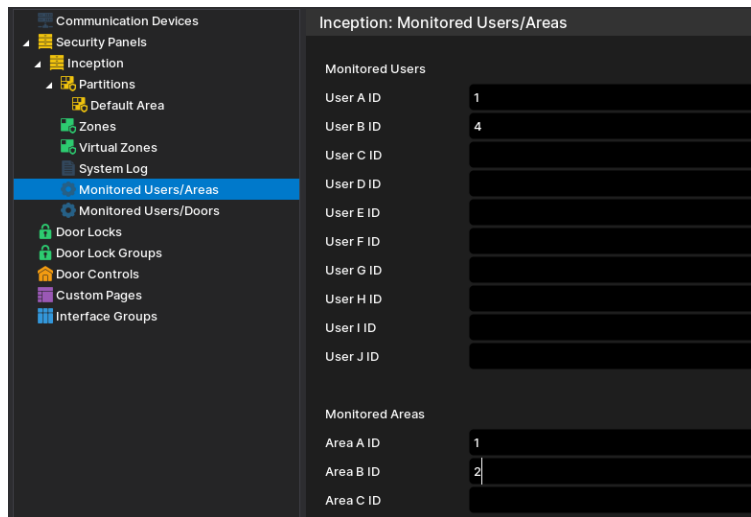 Communication Devices
Security Panels
Inception
Partitions
Default Area
Zones
Virtual Zones
System Log
Monitored Users/Areas
Monitored Users/Doors
Door Locks
Door Lock Groups
Door Controls
Custom Pages
Interface Groups
Inception: Monitored Users/Areas
Monitored Users
User A ID 1
User B ID 4
User C ID
User D ID
User E ID
User F ID
User G ID
User H ID
User I ID
User J ID
Monitored Areas
Area A ID 1
Area B ID 2
Area C ID